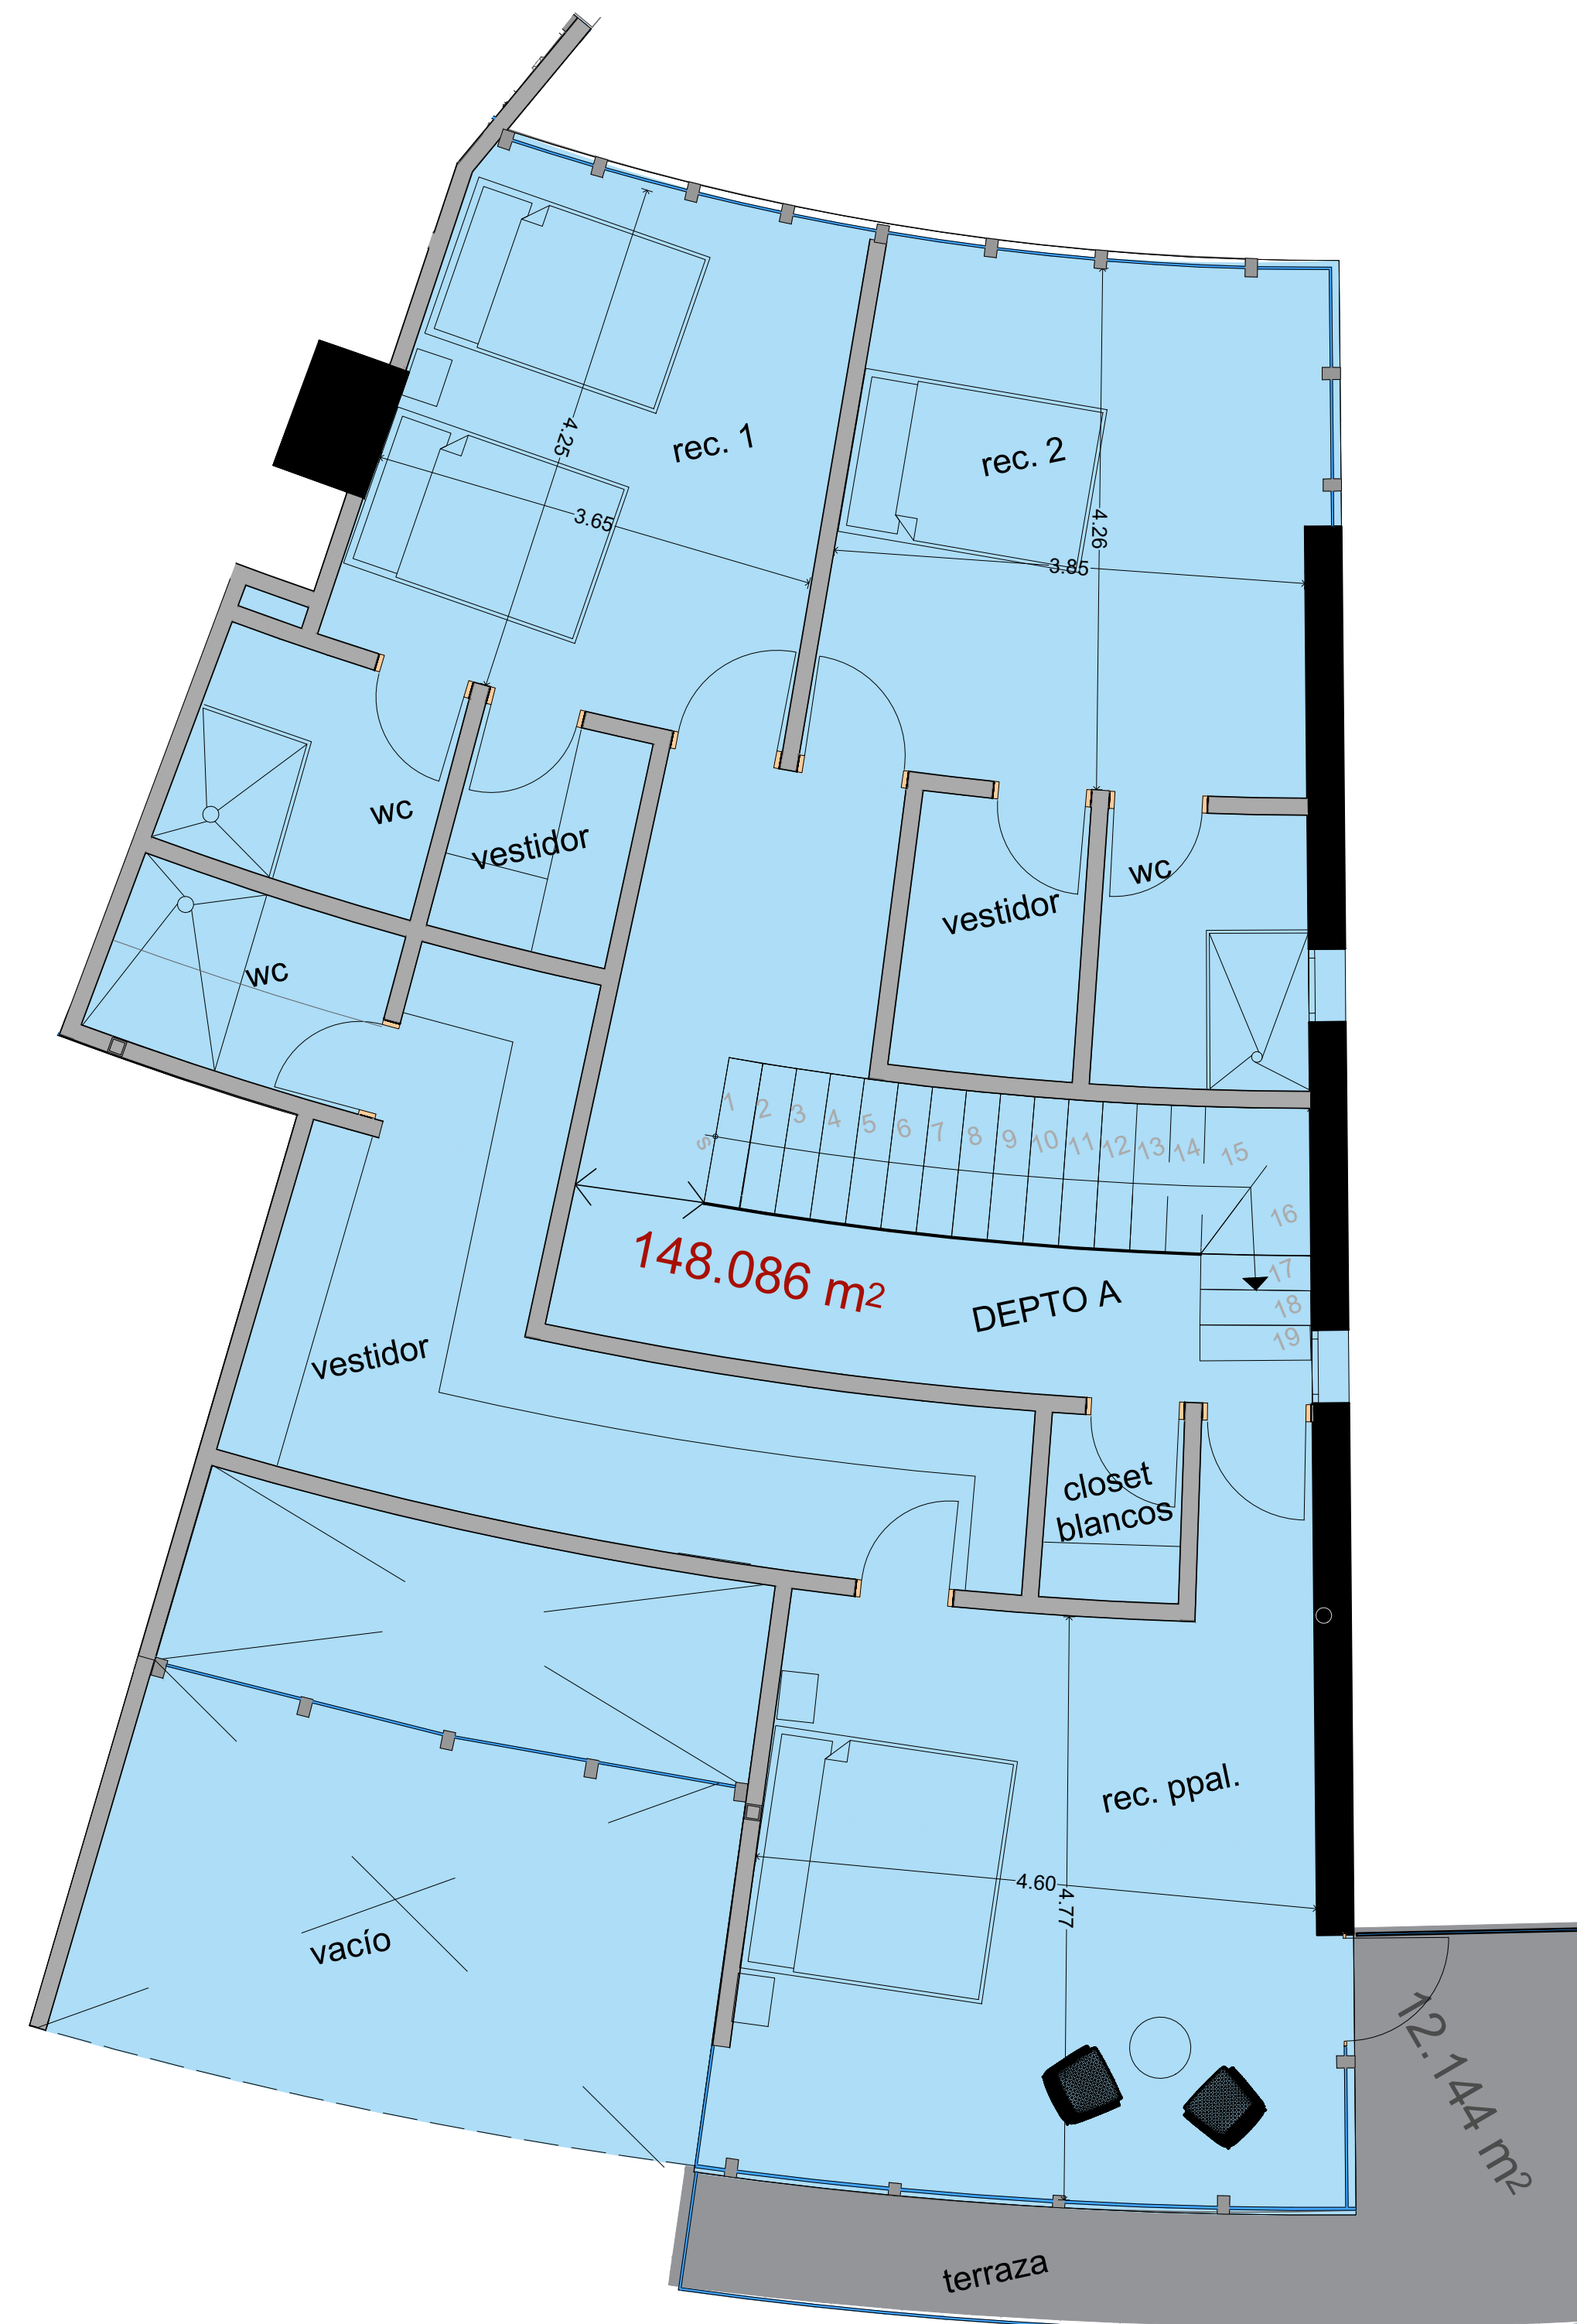 rec. 1
4.25
3.65
rec. 2
4.26
3.85
wc
vestidor
wc
vestidor
wc
s
1
2
3
4
5
6
7
8
9
10
11
12
13
14
15
16
17
18
19
148.086 m2
DEPTO A
vestidor
closet
blancos
rec. ppal.
4.60
4.77
vacío
12.144 m2
terraza